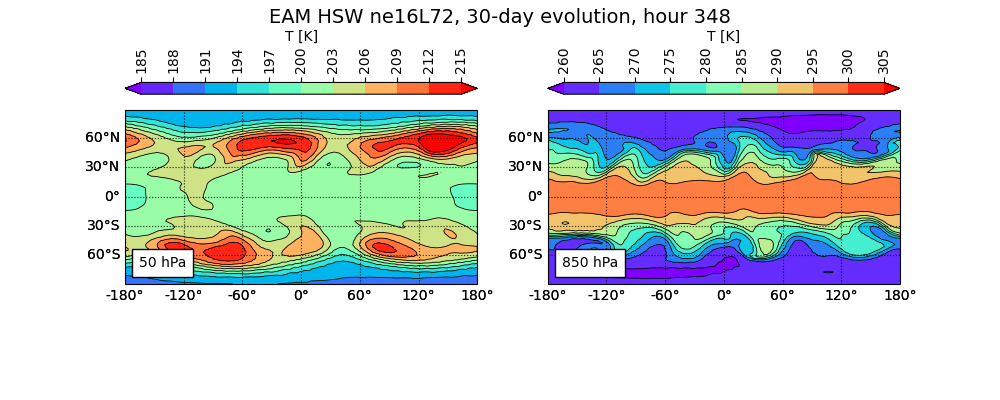 EAM HSW ne16L72, 30-day evolution, hour 348
T [K]
185 188 191 194 197 200 203 206 209 212 215
60°N
30°N
0°
30°S
60°S
50 hPa
-180° -120° -60° 0° 60° 120° 180°
T [K]
260 265 270 275 280 285 290 295 300 305
60°N
30°N
0°
30°S
60°S
850 hPa
-180° -120° -60° 0° 60° 120° 180°